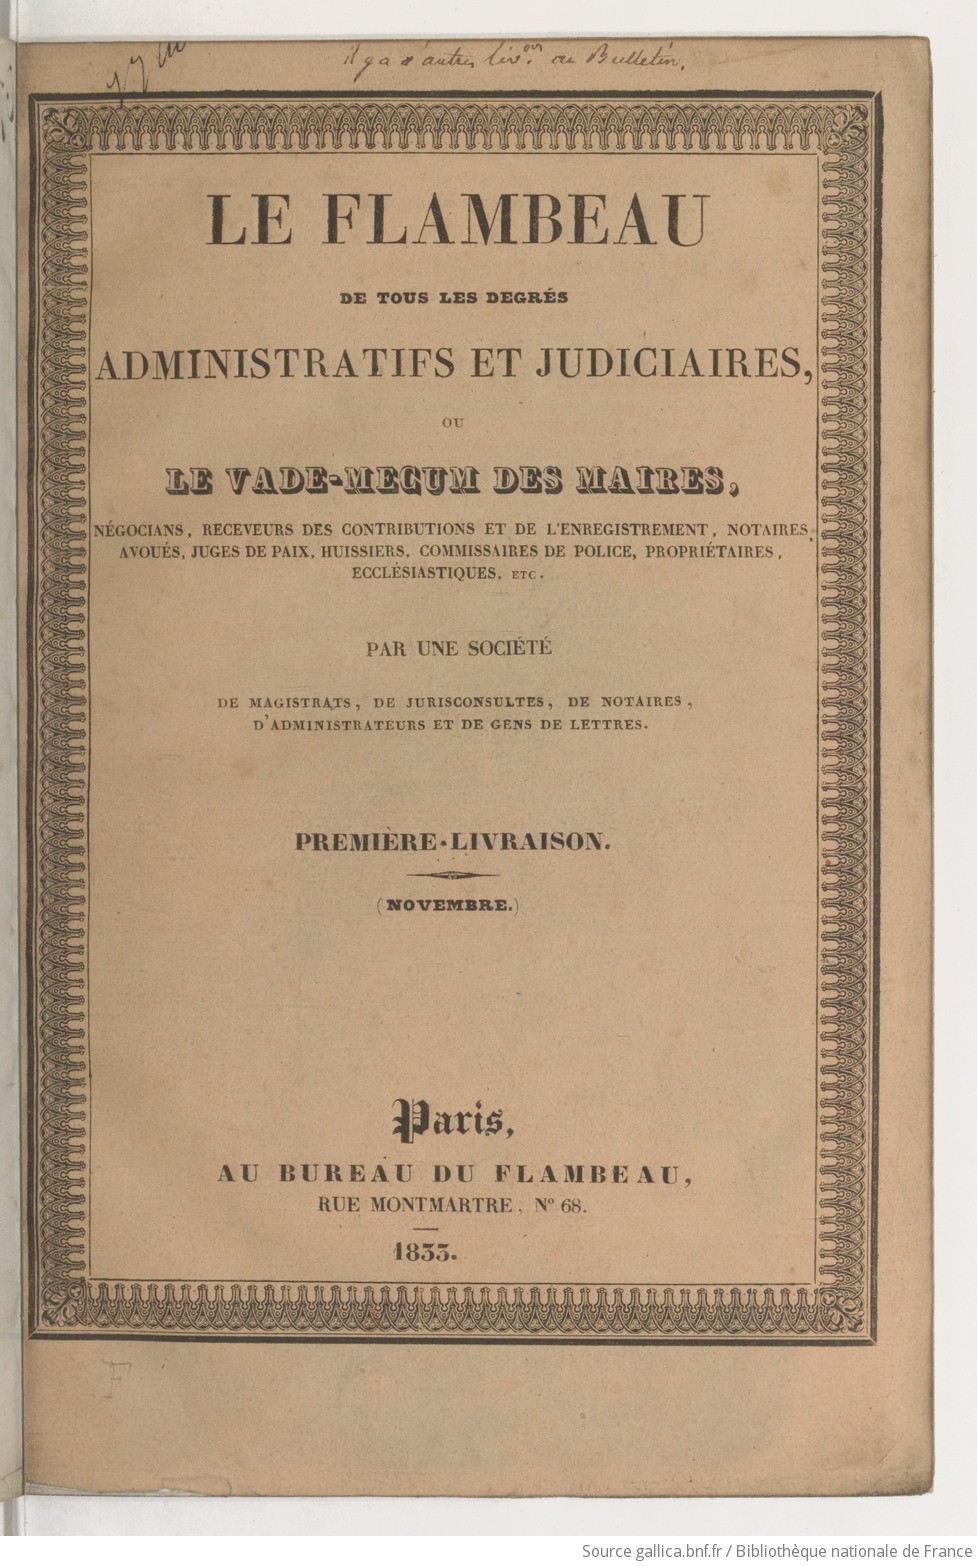 il y a d'autres liv.ons au Bulletin.
LE FLAMBEAU
DE TOUS LES DEGRÉS
ADMINISTRATIFS ET JUDICIAIRES,
OU
LE VADE-MECUM DES MAIRES,
NÉGOCIANS, RECEVEURS DES CONTRIBUTIONS ET DE L'ENREGISTREMENT, NOTAIRES,
AVOUÉS, JUGES DE PAIX, HUISSIERS, COMMISSAIRES DE POLICE, PROPRIÉTAIRES,
ECCLÉSIASTIQUES, ETC.
PAR UNE SOCIÉTÉ
DE MAGISTRATS, DE JURISCONSULTES, DE NOTAIRES,
D'ADMINISTRATEURS ET DE GENS DE LETTRES.
PREMIÈRE·LIVRAISON.
(NOVEMBRE.)
Paris,
AU BUREAU DU FLAMBEAU,
RUE MONTMARTRE, Nº 68.
1833.
F
Source gallica.bnf.fr / Bibliothèque nationale de France